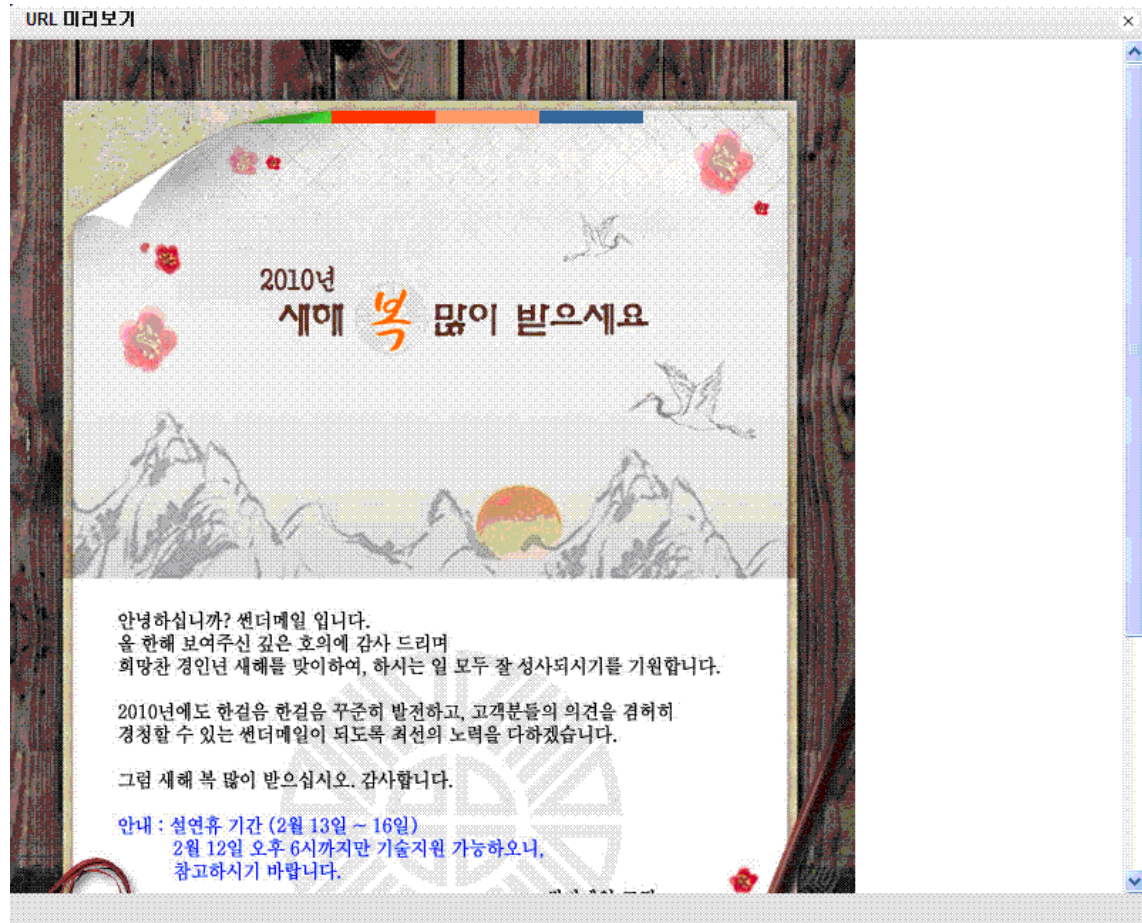 URL 미리보기
2010년
새해 복 많이 받으세요
안녕하십니까? 썬더메일 입니다.
올 한해 보여주신 깊은 호의에 감사 드리며
희망찬 경인년 새해를 맞이하여, 하시는 일 모두 잘 성사되시기를 기원합니다.
2010년에도 한걸음 한걸음 꾸준히 발전하고, 고객분들의 의견을 겸허히
경청할 수 있는 썬더메일이 되도록 최선의 노력을 다하겠습니다.
그럼 새해 복 많이 받으십시오. 감사합니다.
안내 : 설연휴 기간 (2월 13일 ~ 16일)
2월 12일 오후 6시까지만 기술지원 가능하오니,
참고하시기 바랍니다.